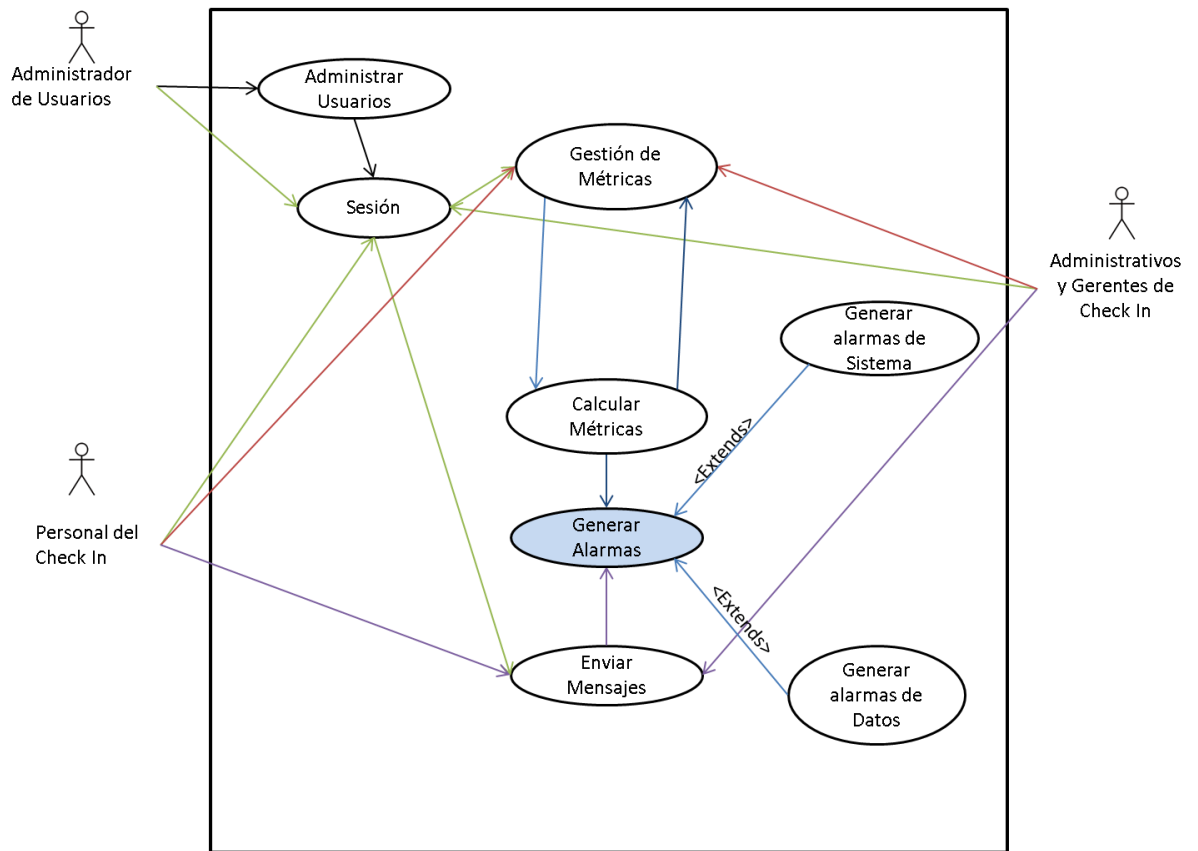 Administrador
de Usuarios
Administrar
Usuarios
Gestión de
Métricas
Sesión
Administrativos
y Gerentes de
Check In
Generar
alarmas de
Sistema
Calcular
Métricas
<Extends>
Personal del
Check In
Generar
Alarmas
<Extends>
Enviar
Mensajes
Generar
alarmas de
Datos